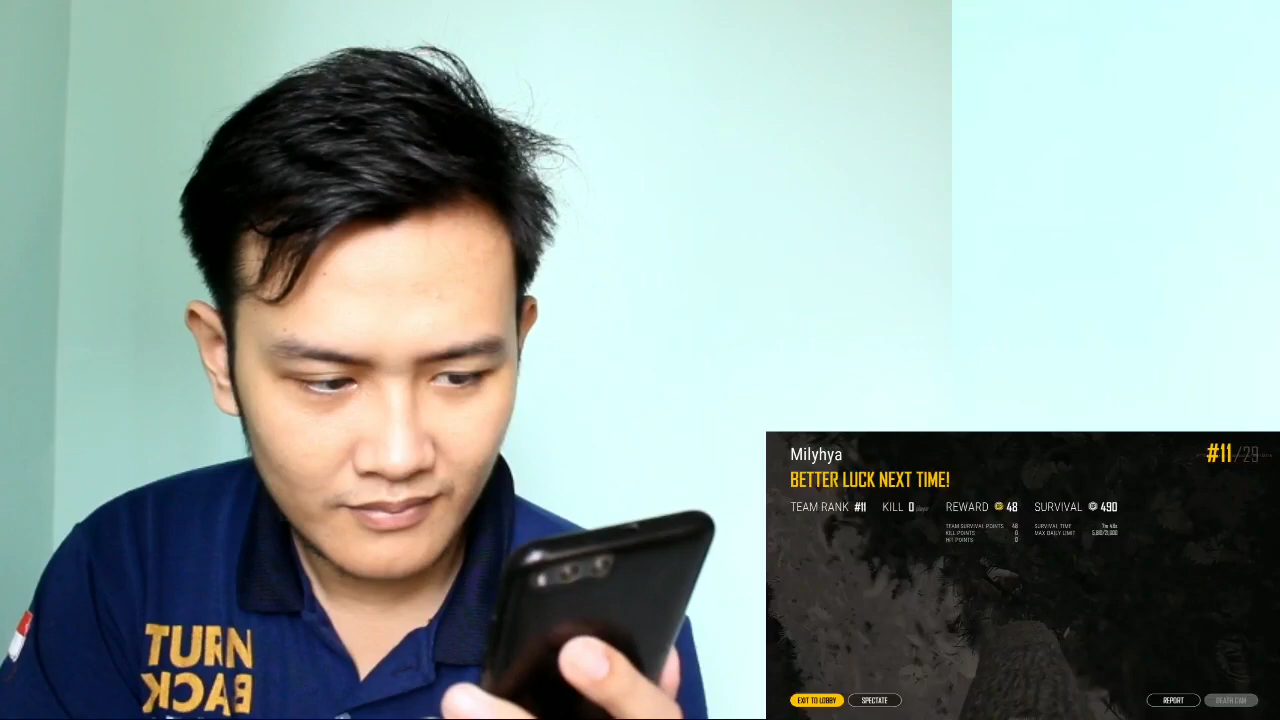 TURN
BACK
Milyhya
#11/29
BETTER LUCK NEXT TIME!
TEAM RANK #11 KILL 0 REWARD 48 SURVIVAL 490
TEAM SURVIVAL POINTS 48 SURVIVAL TIME
KILL POINTS 0 MAX DAILY LIMIT
HIT POINTS 0
EXIT TO LOBBY SPECTATE REPORT DEATH CAM